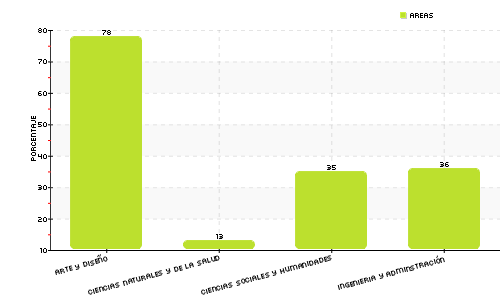 AREAS
80
70
60
50
40
30
20
10
PORCENTAJE
78
13
35
36
ARTE Y DISEÑO
CIENCIAS NATURALES Y DE LA SALUD
CIENCIAS SOCIALES Y HUMANIDADES
INGENIERIA Y ADMINSTRACIÓN